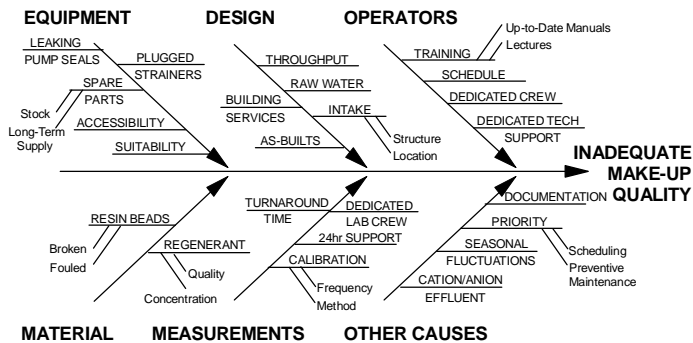 EQUIPMENT
DESIGN
OPERATORS
LEAKING
PUMP SEALS
PLUGGED
STRAINERS
SPARE
PARTS
Stock
Long-Term
Supply
ACCESSIBILITY
SUITABILITY
THROUGHPUT
RAW WATER
BUILDING
SERVICES
INTAKE
Structure
Location
AS-BUILTS
TRAINING
Up-to-Date Manuals
Lectures
SCHEDULE
DEDICATED CREW
DEDICATED TECH
SUPPORT
INADEQUATE
MAKE-UP
QUALITY
RESIN BEADS
Broken
Fouled
REGENERANT
Quality
Concentration
TURNAROUND
TIME
DEDICATED
LAB CREW
24hr SUPPORT
CALIBRATION
Frequency
Method
DOCUMENTATION
PRIORITY
Scheduling
Preventive
Maintenance
SEASONAL
FLUCTUATIONS
CATION/ANION
EFFLUENT
MATERIAL
MEASUREMENTS
OTHER CAUSES